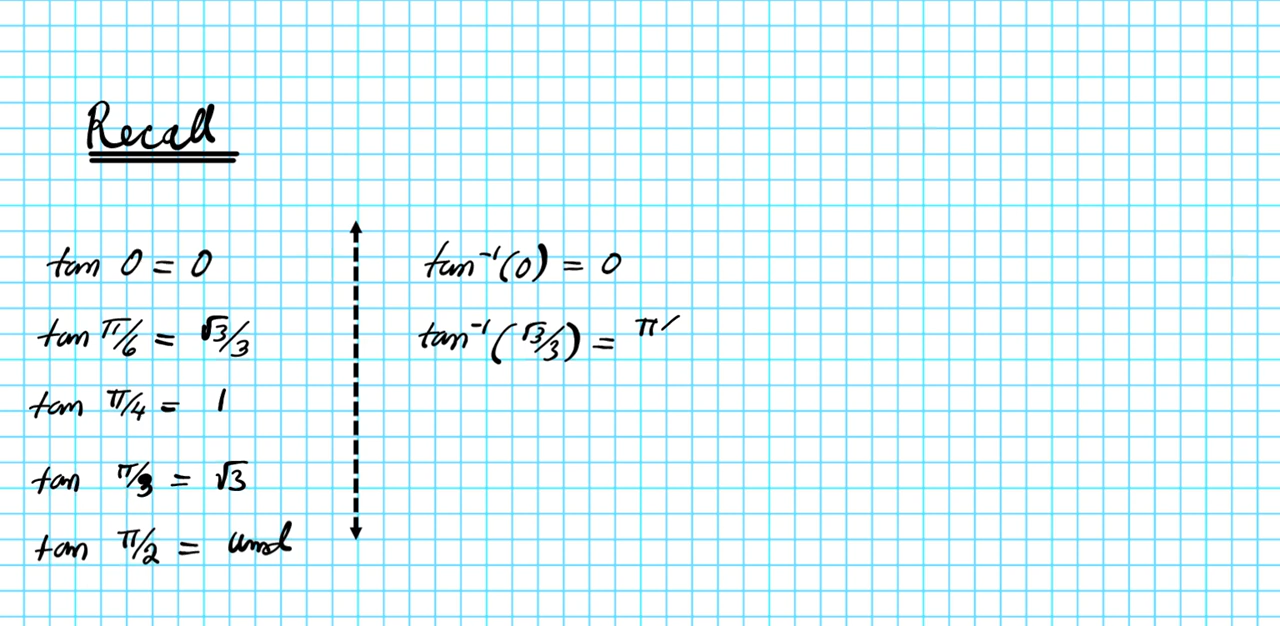 Recall
tan 0 = 0
tan π/6 = √3/3
tan π/4 = 1
tan π/3 = √3
tan π/2 = und
tan⁻¹(0) = 0
tan⁻¹(√3/3) = π/